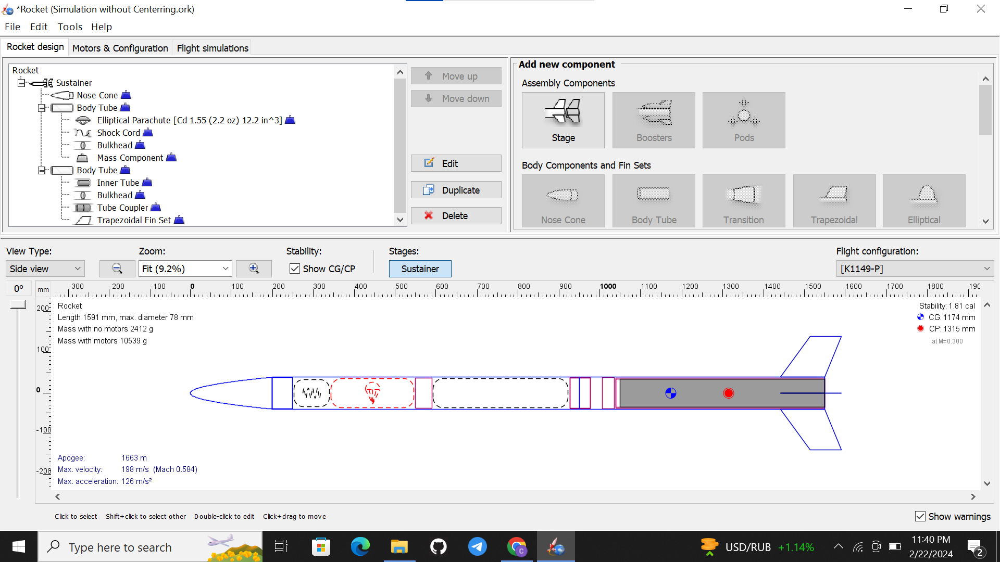 *Rocket (Simulation without Centerring.ork)
File Edit Tools Help
Rocket design Motors & Configuration Flight simulations
Rocket
Sustainer
Nose Cone
Body Tube
Elliptical Parachute [Cd 1.55 (2.2 oz) 12.2 in^3]
Shock Cord
Bulkhead
Mass Component
Body Tube
Inner Tube
Bulkhead
Tube Coupler
Trapezoidal Fin Set
Move up
Move down
Edit
Duplicate
Delete
Add new component
Assembly Components
Stage Boosters Pods
Body Components and Fin Sets
Nose Cone Body Tube Transition Trapezoidal Elliptical
View Type: Zoom: Stability: Stages: Flight configuration:
Side view Fit (9.2%) Show CG/CP Sustainer [K1149-P]
0º mm -300 -200 -100 0 100 200 300 400 500 600 700 800 900 1000 1100 1200 1300 1400 1500 1600 1700 1800 190
200
100
0
-100
-200
Rocket
Length 1591 mm, max. diameter 78 mm
Mass with no motors 2412 g
Mass with motors 10539 g
Stability: 1.81 cal
CG: 1174 mm
CP: 1315 mm
at M=0.300
Apogee: 1663 m
Max. velocity: 198 m/s (Mach 0.584)
Max. acceleration: 126 m/s²
Click to select Shift+click to select other Double-click to edit Click+drag to move
Show warnings
Type here to search
USD/RUB +1.14%
11:40 PM
2/22/2024
2